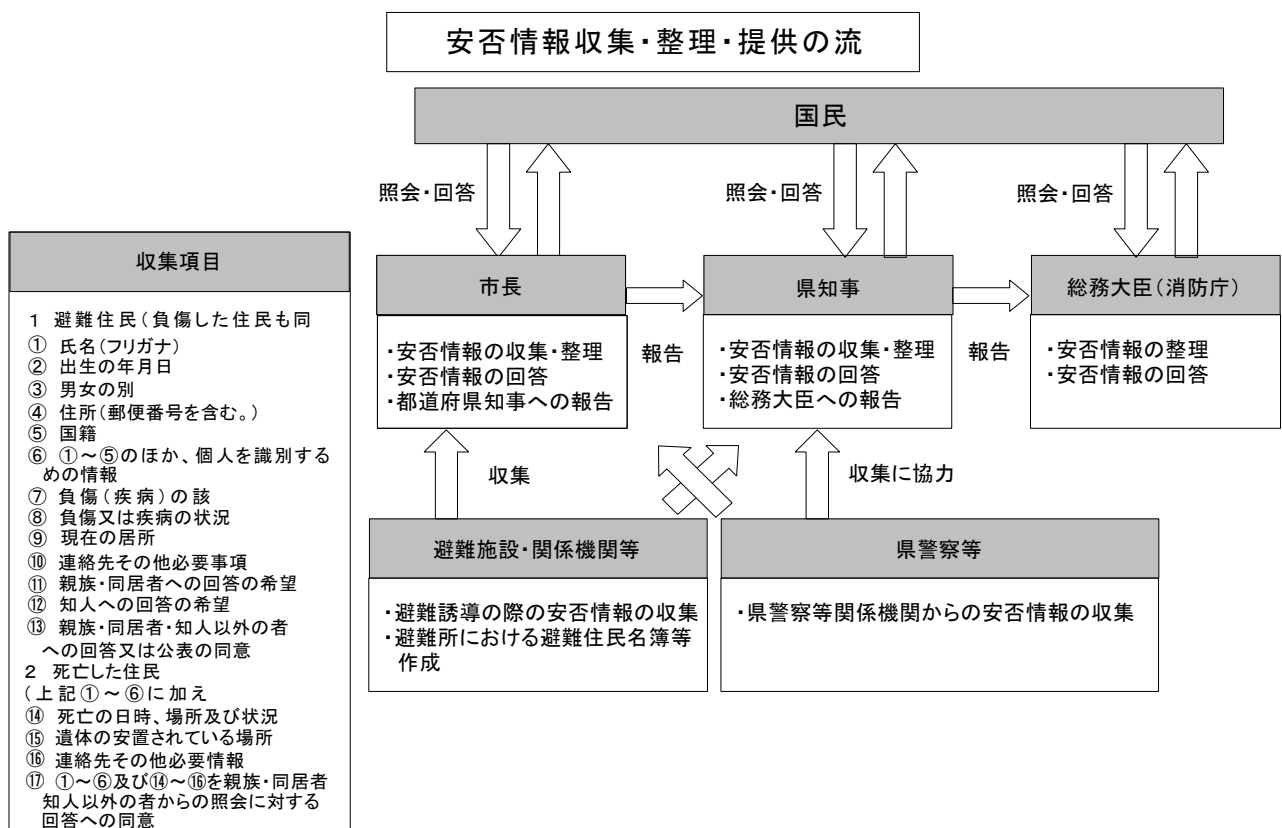 安否情報収集・整理・提供の流
国民
照会・回答
照会・回答
照会・回答
収集項目
1 避難住民(負傷した住民も同
① 氏名(フリガナ)
② 出生の年月日
③ 男女の別
④ 住所(郵便番号を含む。)
⑤ 国籍
⑥ ①～⑤のほか、個人を識別する
めの情報
⑦ 負傷(疾病)の該
⑧ 負傷又は疾病の状況
⑨ 現在の居所
⑩ 連絡先その他必要事項
⑪ 親族・同居者への回答の希望
⑫ 知人への回答の希望
⑬ 親族・同居者・知人以外の者
への回答又は公表の同意
2 死亡した住民
(上記①～⑥に加え
⑭ 死亡の日時、場所及び状況
⑮ 遺体の安置されている場所
⑯ 連絡先その他必要情報
⑰ ①～⑥及び⑭～⑯を親族・同居者
知人以外の者からの照会に対する
回答への同意
市長
・安否情報の収集・整理
・安否情報の回答
・都道府県知事への報告
報告
県知事
・安否情報の収集・整理
・安否情報の回答
・総務大臣への報告
報告
総務大臣(消防庁)
・安否情報の整理
・安否情報の回答
収集
収集に協力
避難施設・関係機関等
・避難誘導の際の安否情報の収集
・避難所における避難住民名簿等
作成
県警察等
・県警察等関係機関からの安否情報の収集